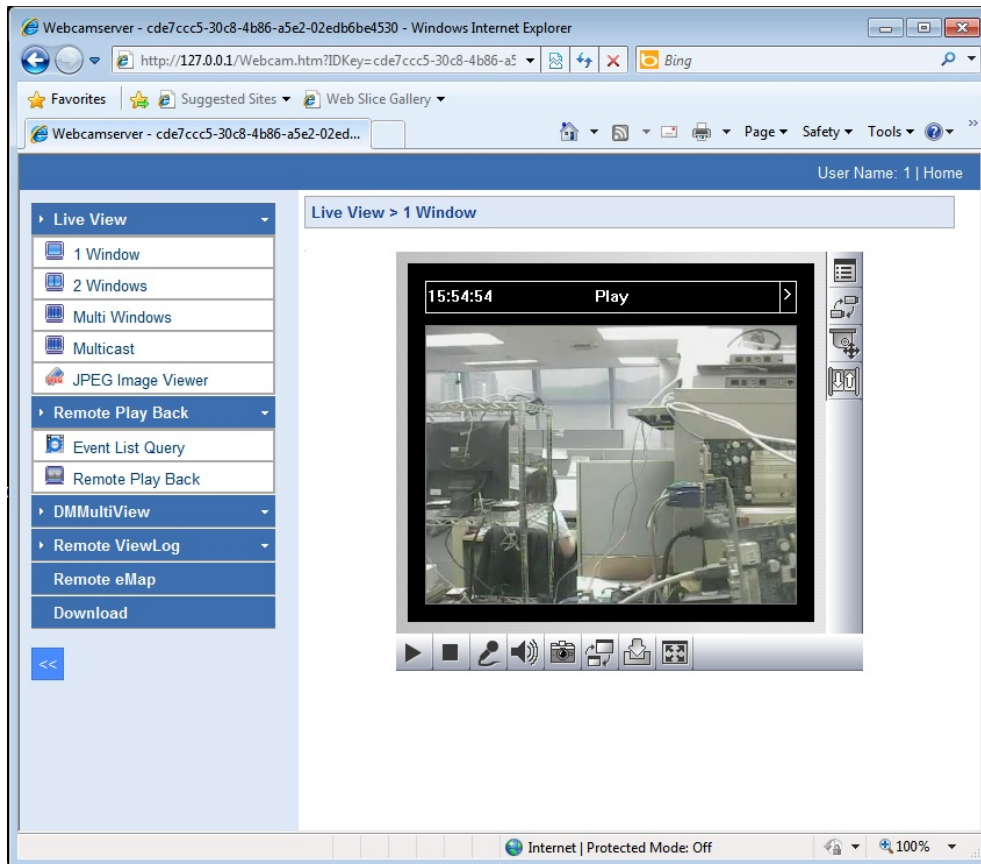 Webcamserver - cde7ccc5-30c8-4b86-a5e2-02edb6be4530 - Windows Internet Explorer
http://127.0.0.1/Webcam.htm?IDKey=cde7ccc5-30c8-4b86-a5
Bing
Favorites
Suggested Sites
Web Slice Gallery
Webcamserver - cde7ccc5-30c8-4b86-a5e2-02ed...
Page
Safety
Tools
»
User Name: 1 | Home
Live View
1 Window
2 Windows
Multi Windows
Multicast
JPEG Image Viewer
Remote Play Back
Event List Query
Remote Play Back
DMMultiView
Remote ViewLog
Remote eMap
Download
<<
Live View > 1 Window
15:54:54 Play >
Internet | Protected Mode: Off
100%